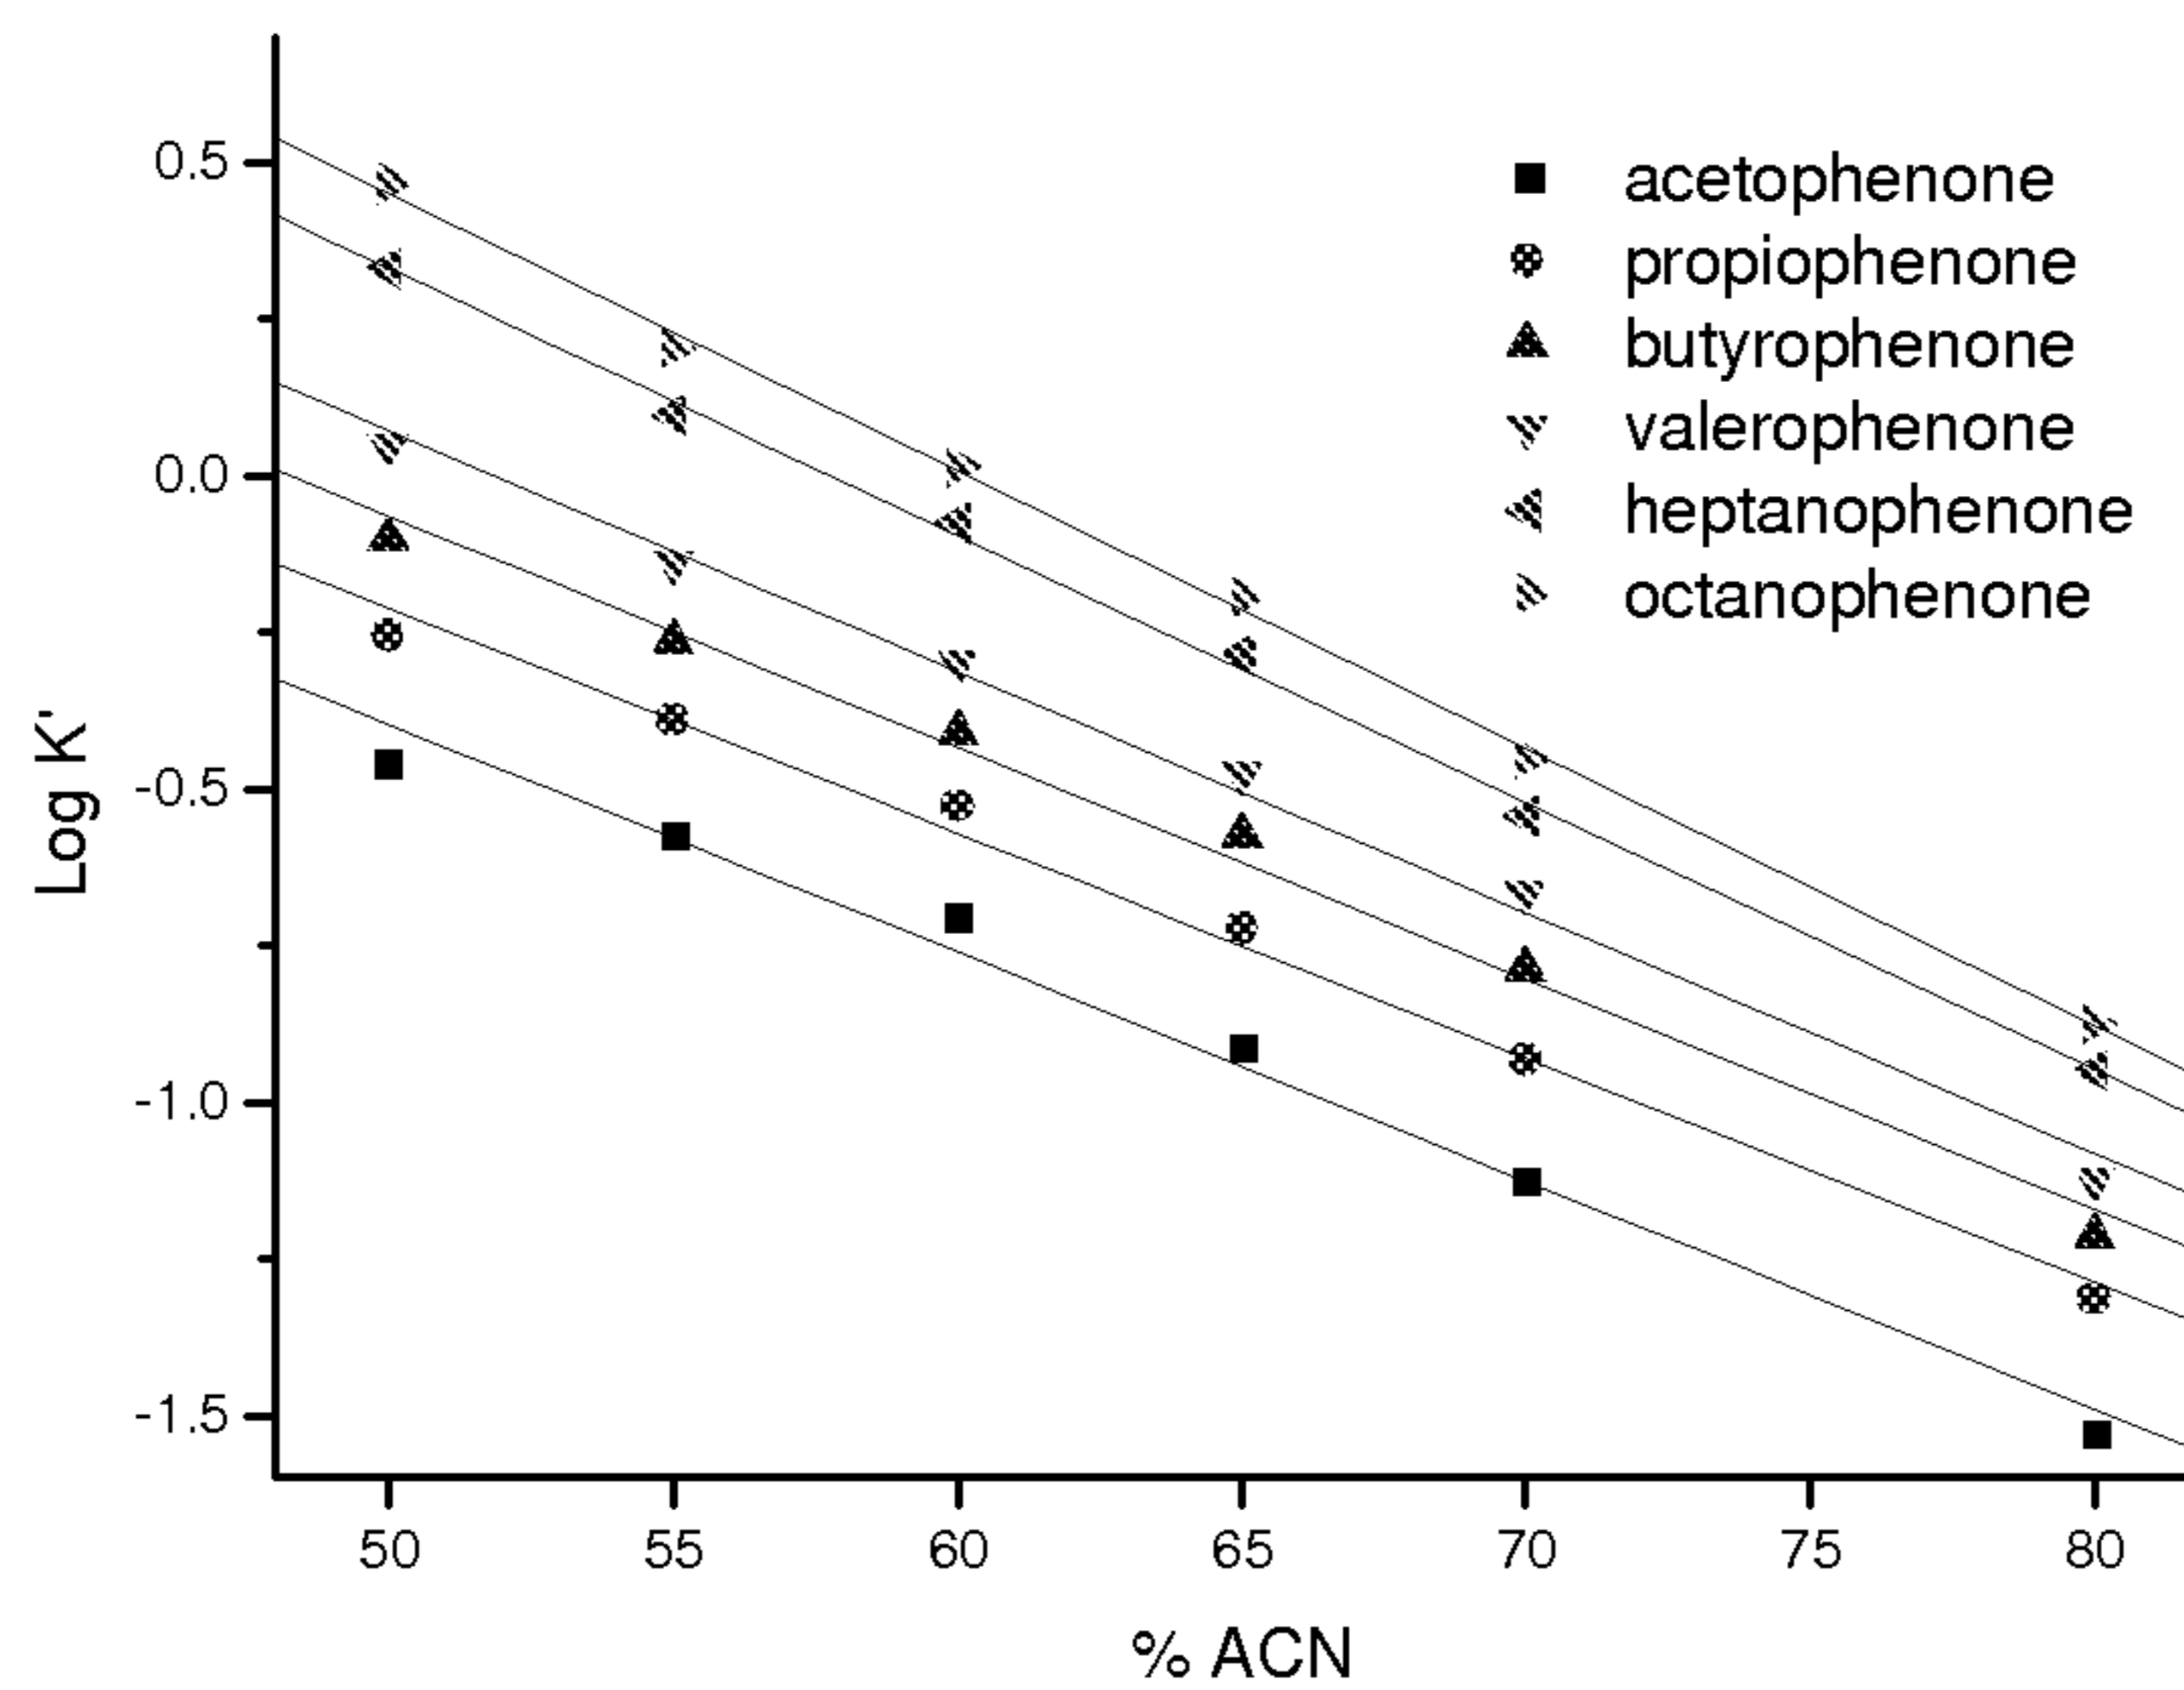 0.5
0.0
-0.5
-1.0
-1.5
Log K'
acetophenone
propiophenone
butyrophenone
valerophenone
heptanophenone
octanophenone
50 55 60 65 70 75 80
% ACN